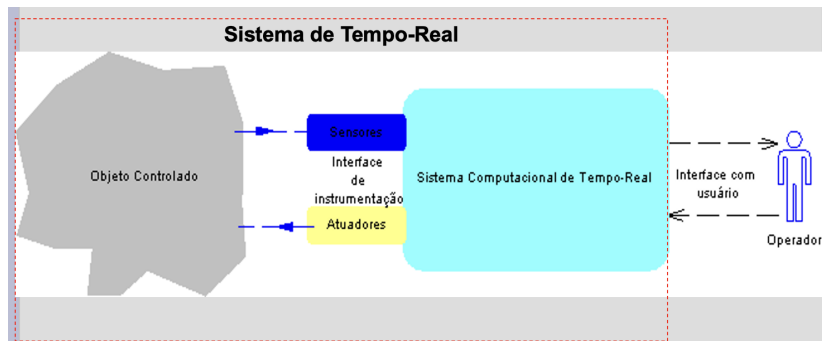 Sistema de Tempo-Real
Objeto Controlado
Sensores
Interface
de
instrumentação
Atuadores
Sistema Computacional de Tempo-Real
Interface com
usuário
Operador